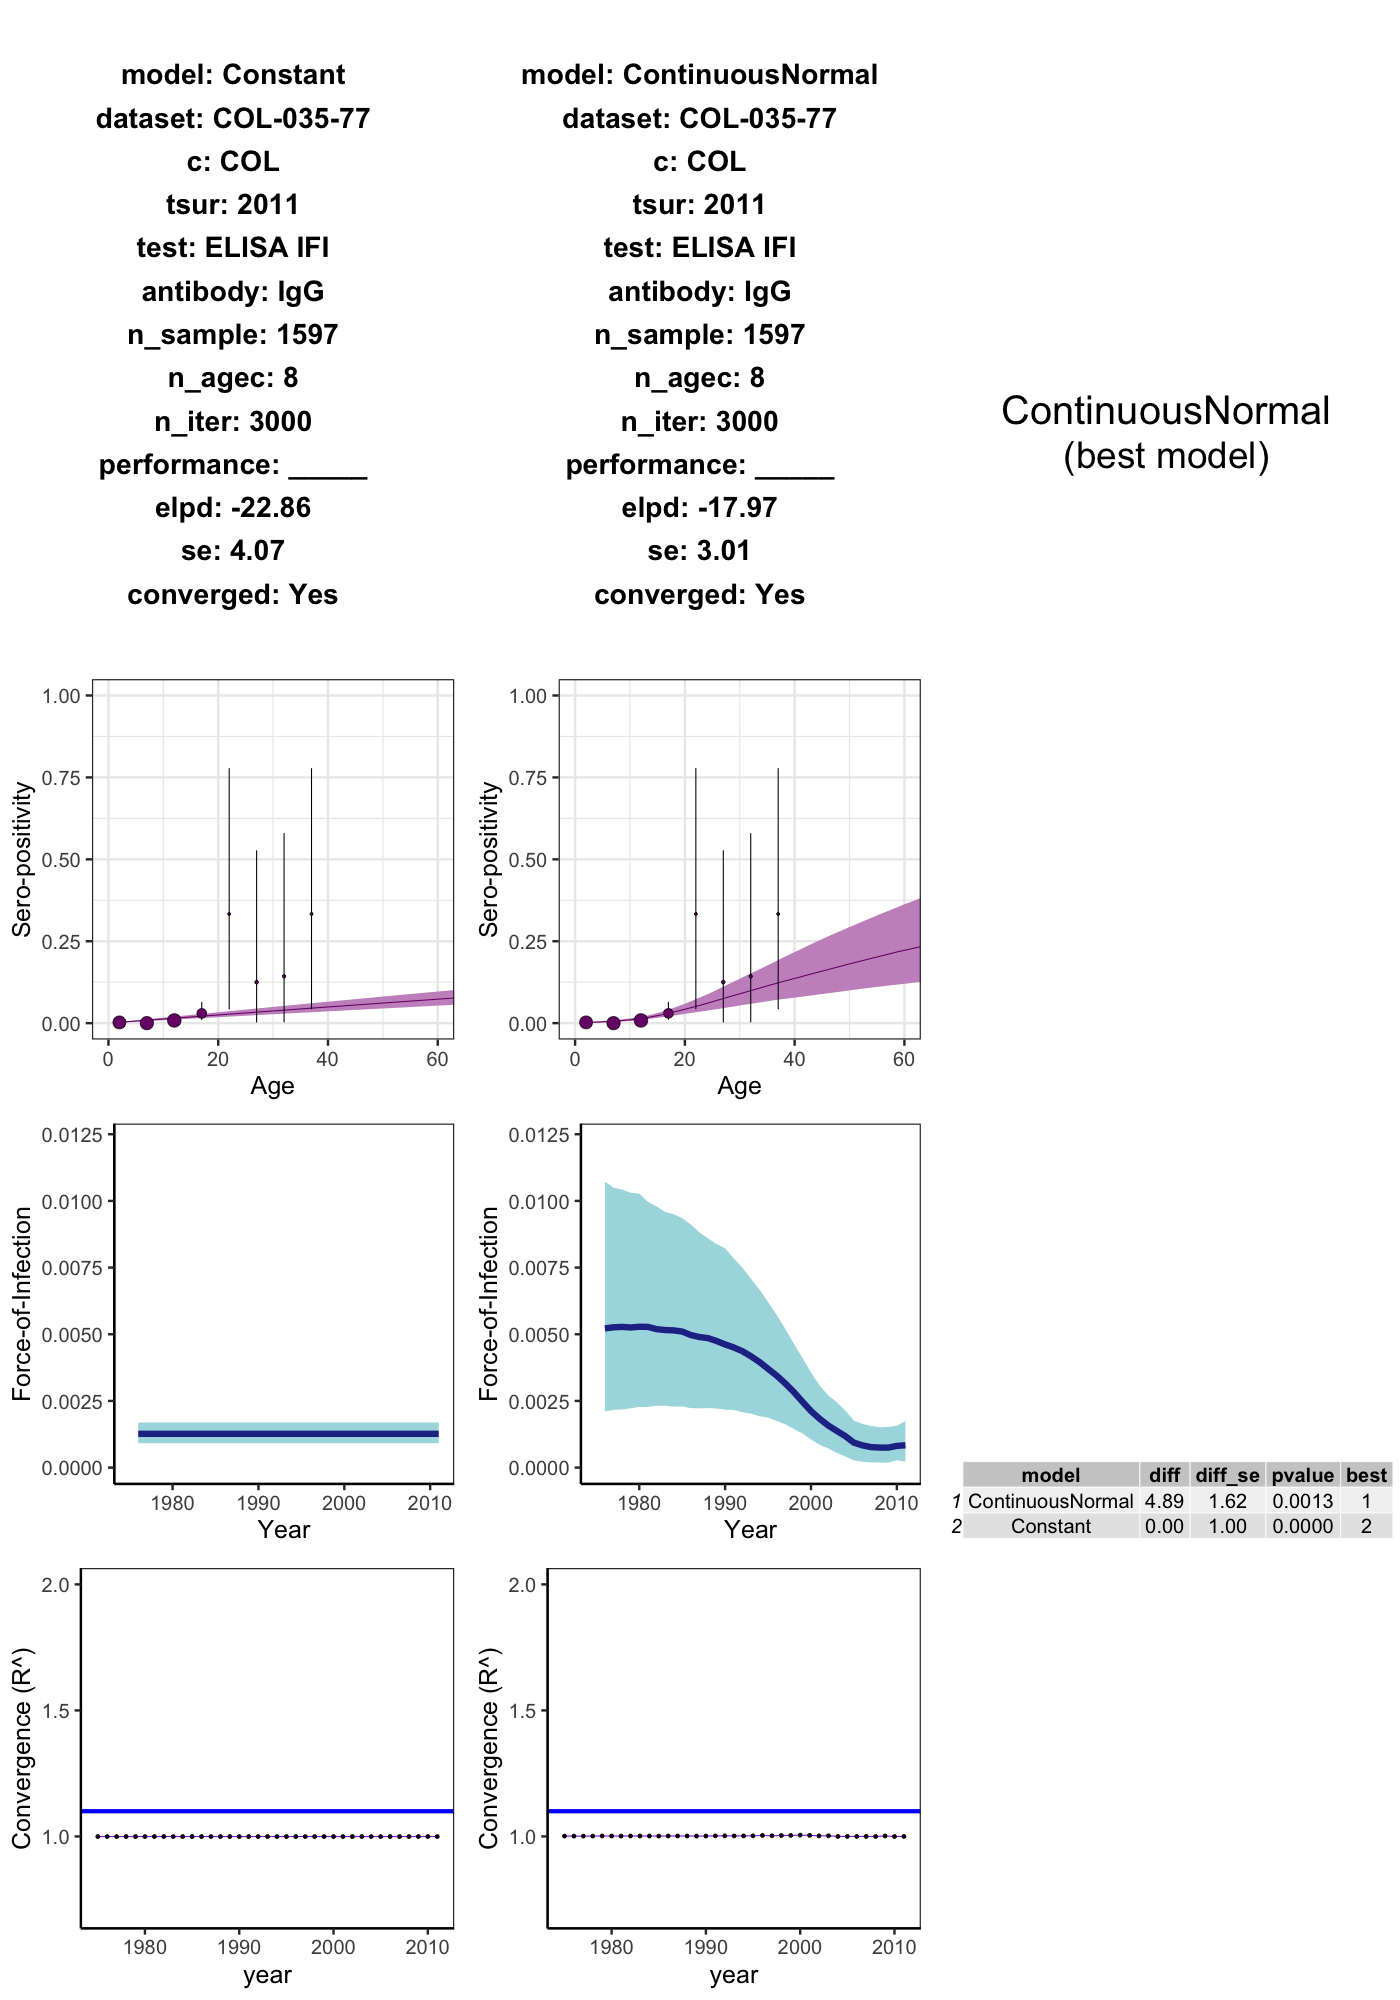 model: Constant
dataset: COL-035-77
c: COL
tsur: 2011
test: ELISA IFI
antibody: IgG
n_sample: 1597
n_agec: 8
n_iter: 3000
performance: _____
elpd: -22.86
se: 4.07
converged: Yes
model: ContinuousNormal
dataset: COL-035-77
c: COL
tsur: 2011
test: ELISA IFI
antibody: IgG
n_sample: 1597
n_agec: 8
n_iter: 3000
performance: _____
elpd: -17.97
se: 3.01
converged: Yes
ContinuousNormal
(best model)
Sero-positivity
1.00
0.75
0.50
0.25
0.00
0 20 40 60
Age
Sero-positivity
1.00
0.75
0.50
0.25
0.00
0 20 40 60
Age
Force-of-Infection
0.0125
0.0100
0.0075
0.0050
0.0025
0.0000
1980 1990 2000 2010
Year
Force-of-Infection
0.0125
0.0100
0.0075
0.0050
0.0025
0.0000
1980 1990 2000 2010
Year
model diff diff_se pvalue best
1 ContinuousNormal 4.89 1.62 0.0013 1
2 Constant 0.00 1.00 0.0000 2
Convergence (R^)
2.0
1.5
1.0
1980 1990 2000 2010
year
Convergence (R^)
2.0
1.5
1.0
1980 1990 2000 2010
year